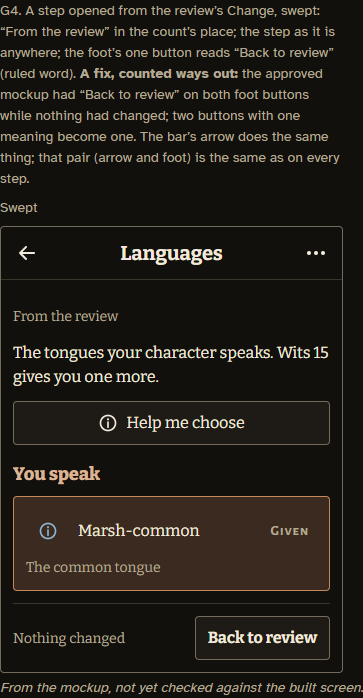 G4. A step opened from the review's Change, swept:
“From the review” in the count's place; the step as it is
anywhere; the foot's one button reads “Back to review”
(ruled word). A fix, counted ways out: the approved
mockup had “Back to review” on both foot buttons
while nothing had changed; two buttons with one
meaning become one. The bar's arrow does the same
thing; that pair (arrow and foot) is the same as on every
step.
Swept
Languages
From the review
The tongues your character speaks. Wits 15
gives you one more.
Help me choose
You speak
Marsh-common
GIVEN
The common tongue
Nothing changed
Back to review
From the mockup, not yet checked against the built screen.